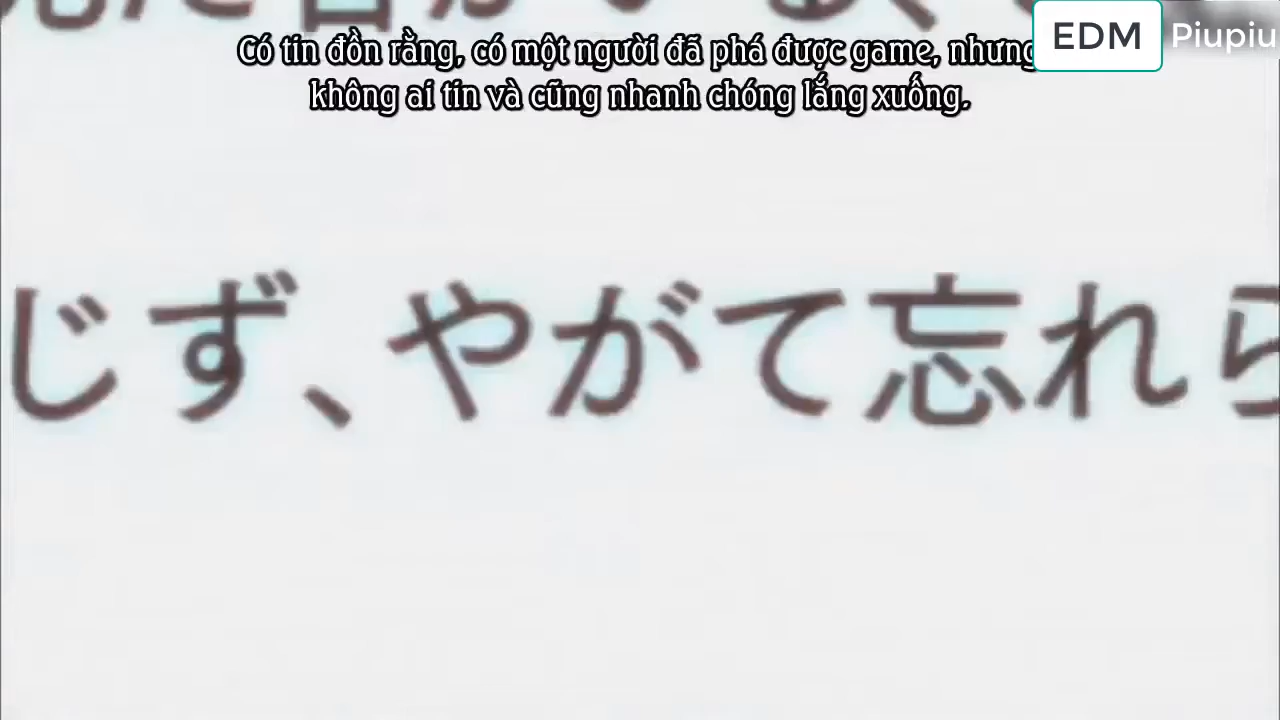 Có tin đồn rằng, có một người đã phá được game, nhưng
không ai tin và cũng nhanh chóng lắng xuống.
EDM Piupiu
じず、やがて忘れら